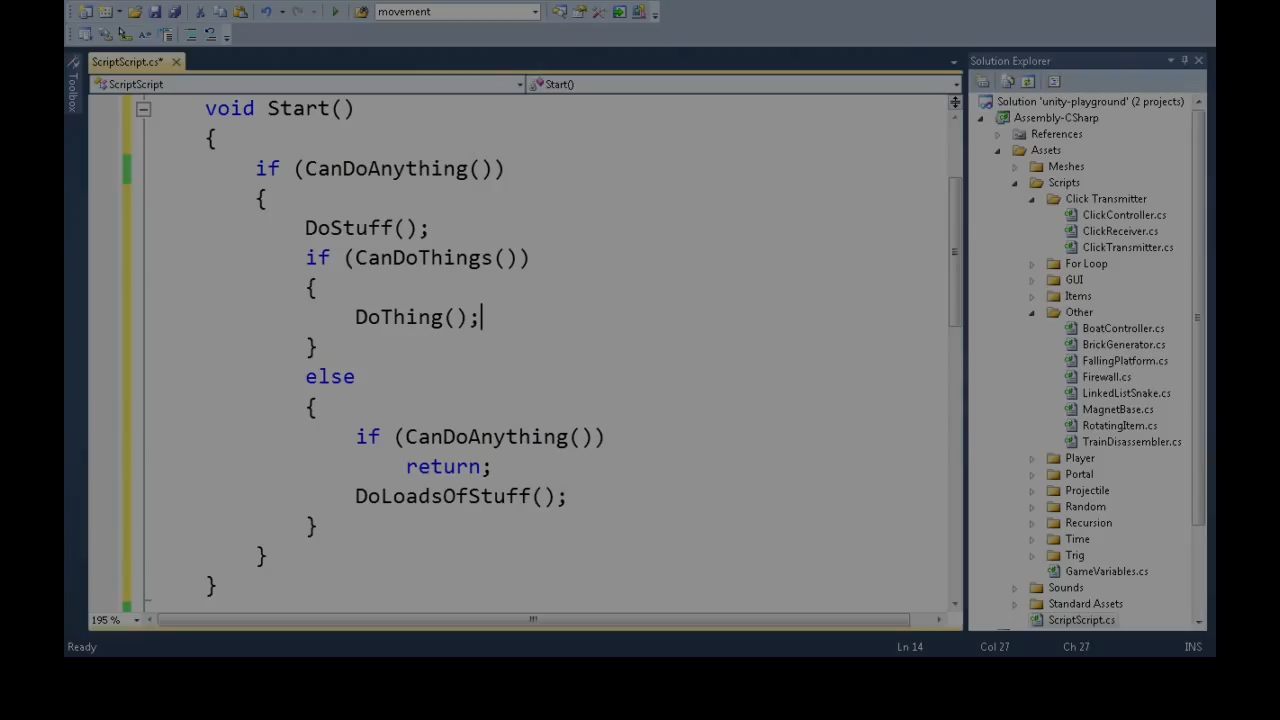 movement
ScriptScript.cs*
Solution Explorer
Toolbox
ScriptScript
Start()
void Start()
{
if (CanDoAnything())
{
DoStuff();
if (CanDoThings())
{
DoThing();
}
else
{
if (CanDoAnything())
return;
DoLoadsOfStuff();
}
}
}
Solution 'unity-playground' (2 projects)
Assembly-CSharp
References
Assets
Meshes
Scripts
Click Transmitter
ClickController.cs
ClickReceiver.cs
ClickTransmitter.cs
For Loop
GUI
Items
Other
BoatController.cs
BrickGenerator.cs
FallingPlatform.cs
Firewall.cs
LinkedListSnake.cs
MagnetBase.cs
RotatingItem.cs
TrainDisassembler.cs
Player
Portal
Projectile
Random
Recursion
Time
Trig
GameVariables.cs
Sounds
Standard Assets
ScriptScript.cs
195 %
Ready
Ln 14
Col 27
Ch 27
INS